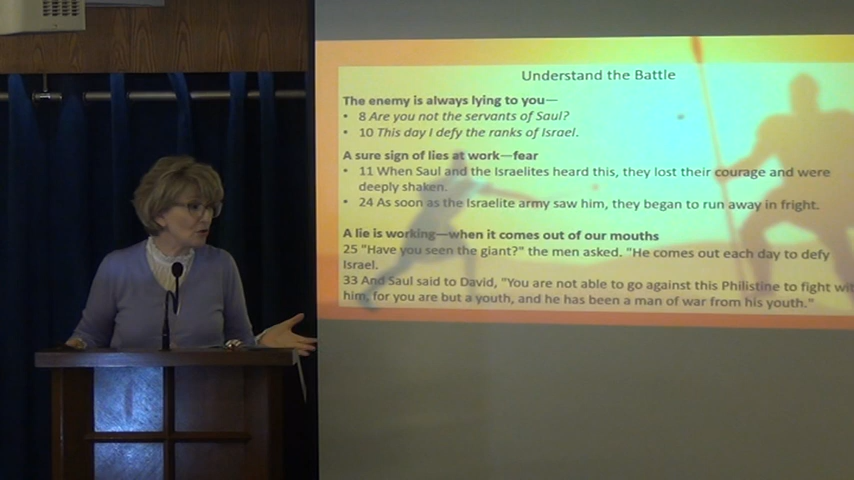 Understand the Battle
The enemy is always lying to you—
• 8 Are you not the servants of Saul?
• 10 This day I defy the ranks of Israel.
A sure sign of lies at work—fear
• 11 When Saul and the Israelites heard this, they lost their courage and were
deeply shaken.
• 24 As soon as the Israelite army saw him, they began to run away in fright.
A lie is working—when it comes out of our mouths
25 "Have you seen the giant?" the men asked. "He comes out each day to defy
Israel.
33 And Saul said to David, "You are not able to go against this Philistine to fight wit
him, for you are but a youth, and he has been a man of war from his youth."